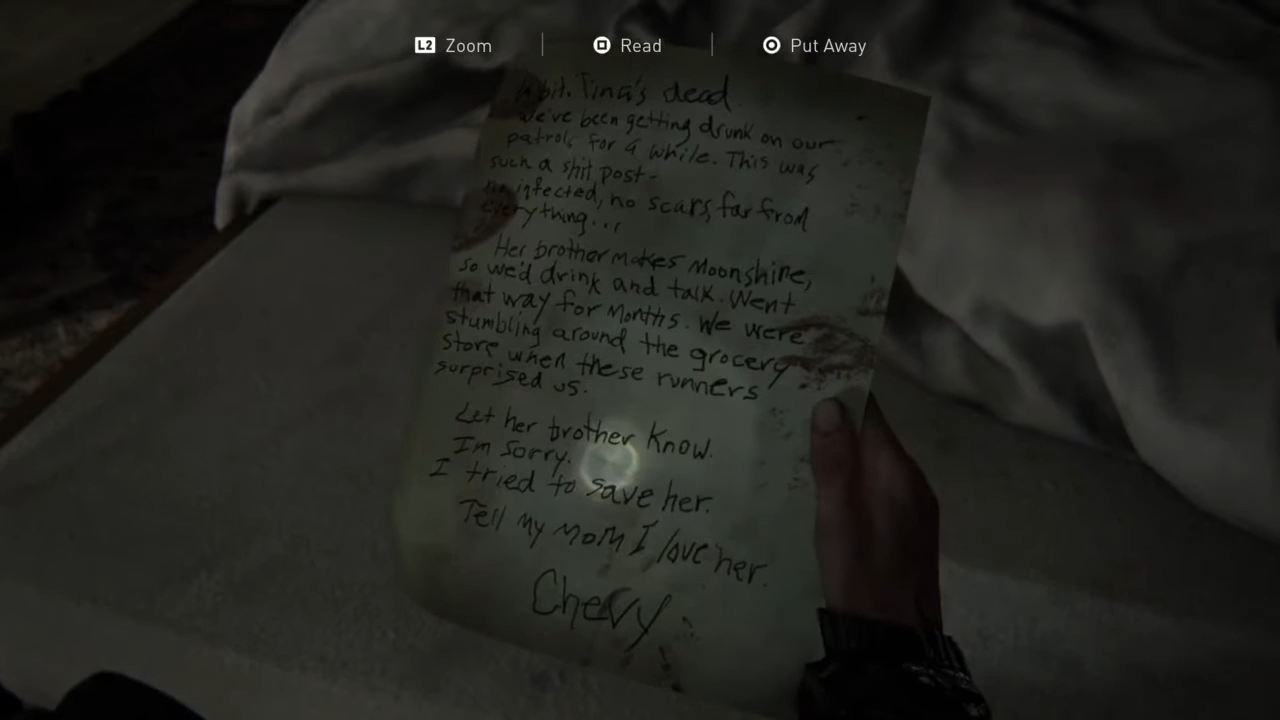 L2 Zoom Read Put Away
bit. Tina's dead.
We've been getting drunk on our
patrols for a while. This was
such a shit post-
no infected, no scars, far from
everything...
Her brother makes Moonshine,
so we'd drink and talk. Went
that way for Months. We were
stumbling around the grocery
store when these runners
surprised us.
Let her brother know.
I'm sorry.
I tried to save her.
Tell my mom I love her.
Chevy